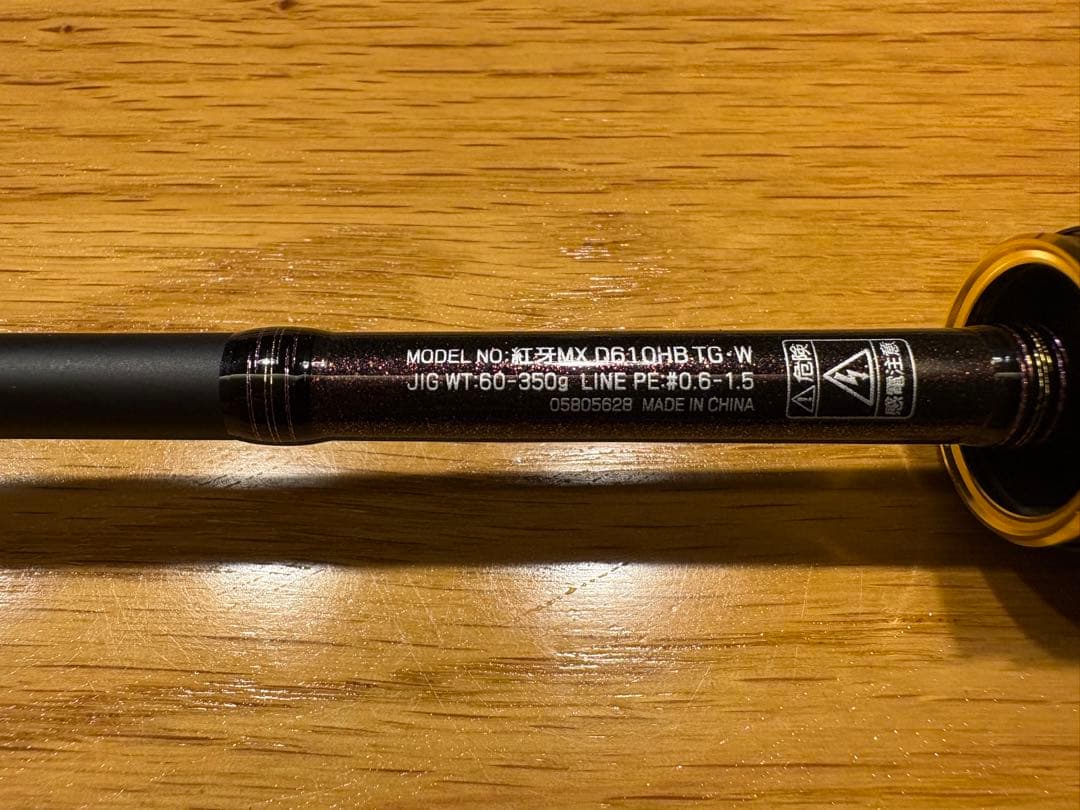 MODEL NO:紅牙MX D610HB TG・W
JIG WT:60-350g LINE PE:#0.6-1.5
05805628 MADE IN CHINA
危険
感電注意